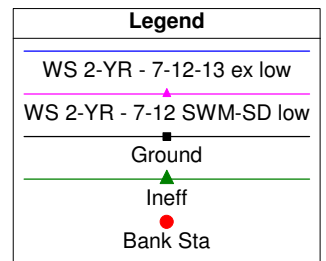 Legend
WS 2-YR - 7-12-13 ex low
WS 2-YR - 7-12 SWM-SD low
Ground
Ineff
Bank Sta